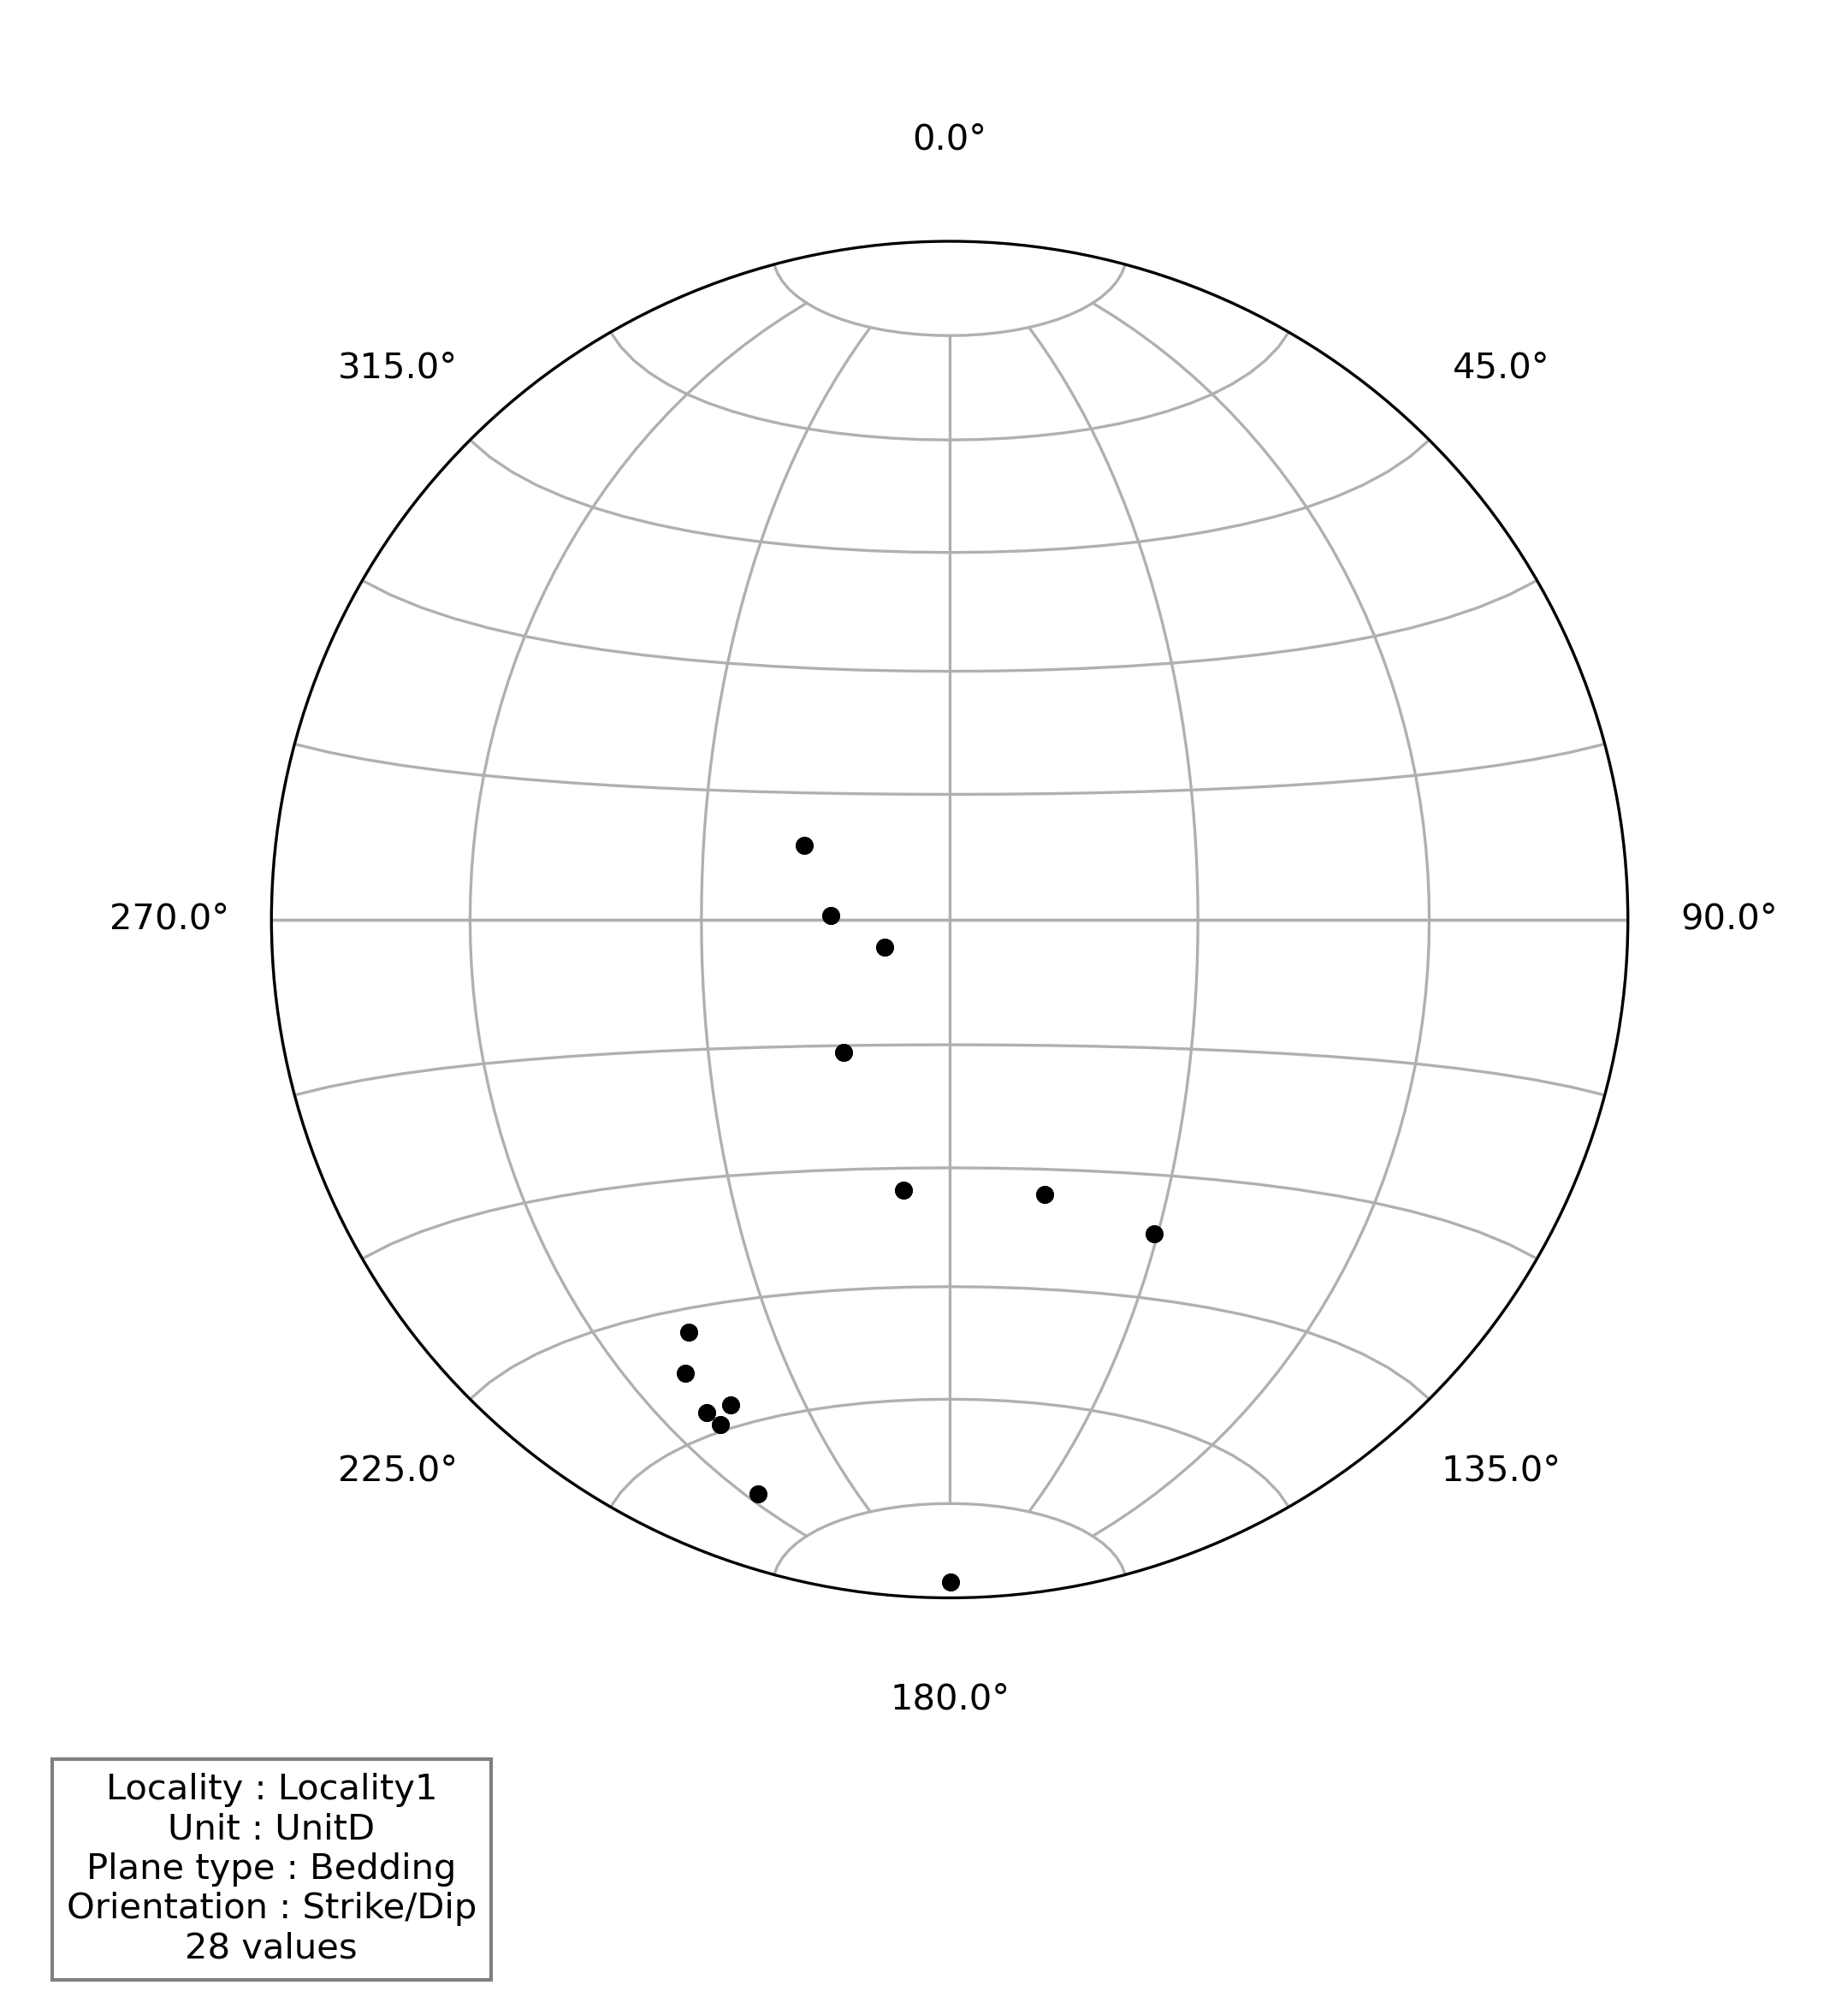 0.0°
315.0°
45.0°
270.0°
90.0°
225.0°
135.0°
180.0°
Locality : Locality1
Unit : UnitD
Plane type : Bedding
Orientation : Strike/Dip
28 values